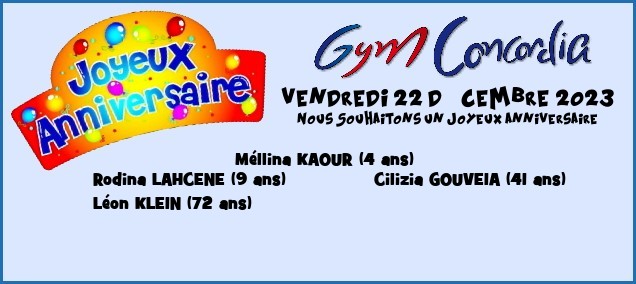 Joyeux
Anniversaire
Gym Concordia
VENDREDI 22 D CEMBRE 2023
NOUS SOUHAITONS UN JOYEUX ANNIVERSAIRE
Méllina KAOUR (4 ans)
Rodina LAHCENE (9 ans) Cilizia GOUVEIA (41 ans)
Léon KLEIN (72 ans)